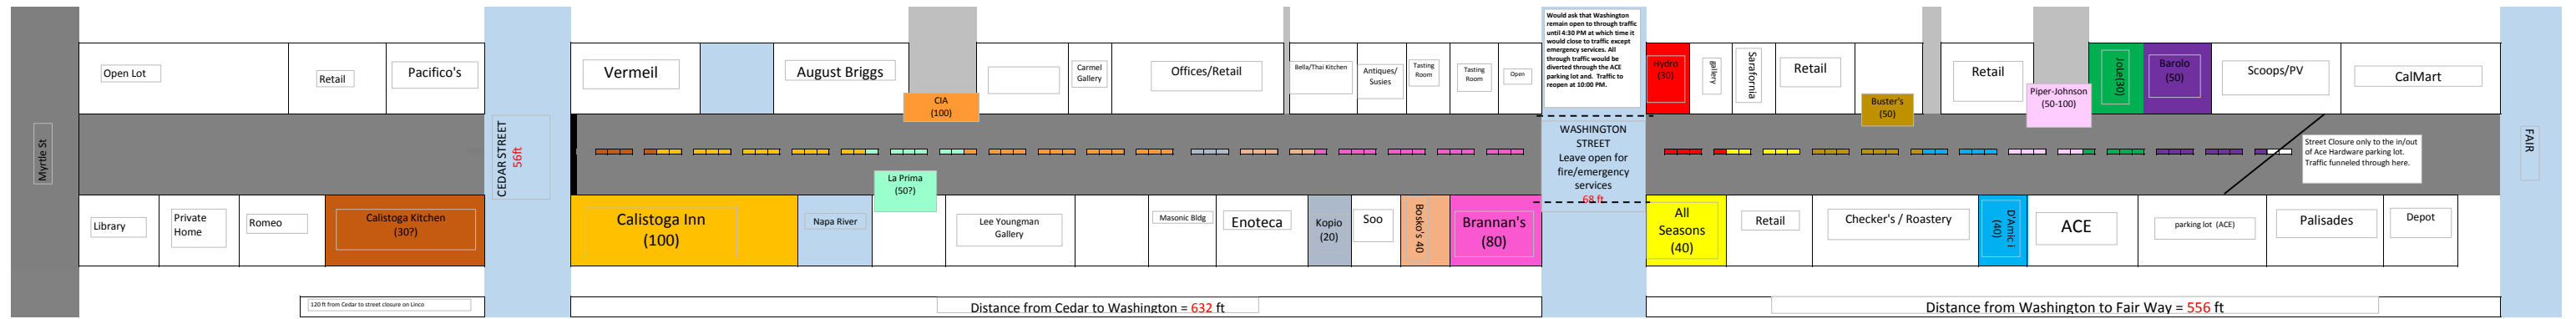 Myrtle St
Open Lot
Retail
Pacifico's
Library
Private
Home
Romeo
Calistoga Kitchen
(30?)
120 ft from Cedar to street closure on Linco
CEDAR STREET
56ft
Vermeil
August Briggs
CIA
(100)
Carmel
Gallery
Offices/Retail
Bella/Thai Kitchen
Antiques/
Susies
Tasting
Room
Tasting
Room
Open
La Prima
(50?)
Calistoga Inn
(100)
Napa River
Lee Youngman
Gallery
Masonic Bldg
Enoteca
Kopio
(20)
Soo
Bosko's 40
Brannan's
(80)
Distance from Cedar to Washington = 632 ft
Would ask that Washington
remain open to through traffic
until 4:30 PM at which time it
would close to traffic except
emergency services. All
through traffic would be
diverted through the ACE
parking lot and. Traffic to
reopen at 10:00 PM.
WASHINGTON
STREET
Leave open for
fire/emergency
services
68 ft
Hydro
(30)
gallery
Sarafornia
Retail
Buster's
(50)
Retail
Piper-Johnson
(50-100)
JoLe(30)
Barolo
(50)
Scoops/PV
CalMart
Street Closure only to the in/out
of Ace Hardware parking lot.
Traffic funneled through here.
All
Seasons
(40)
Retail
Checker's / Roastery
D'Amic i
(40)
ACE
parking lot (ACE)
Palisades
Depot
Distance from Washington to Fair Way = 556 ft
FAIR